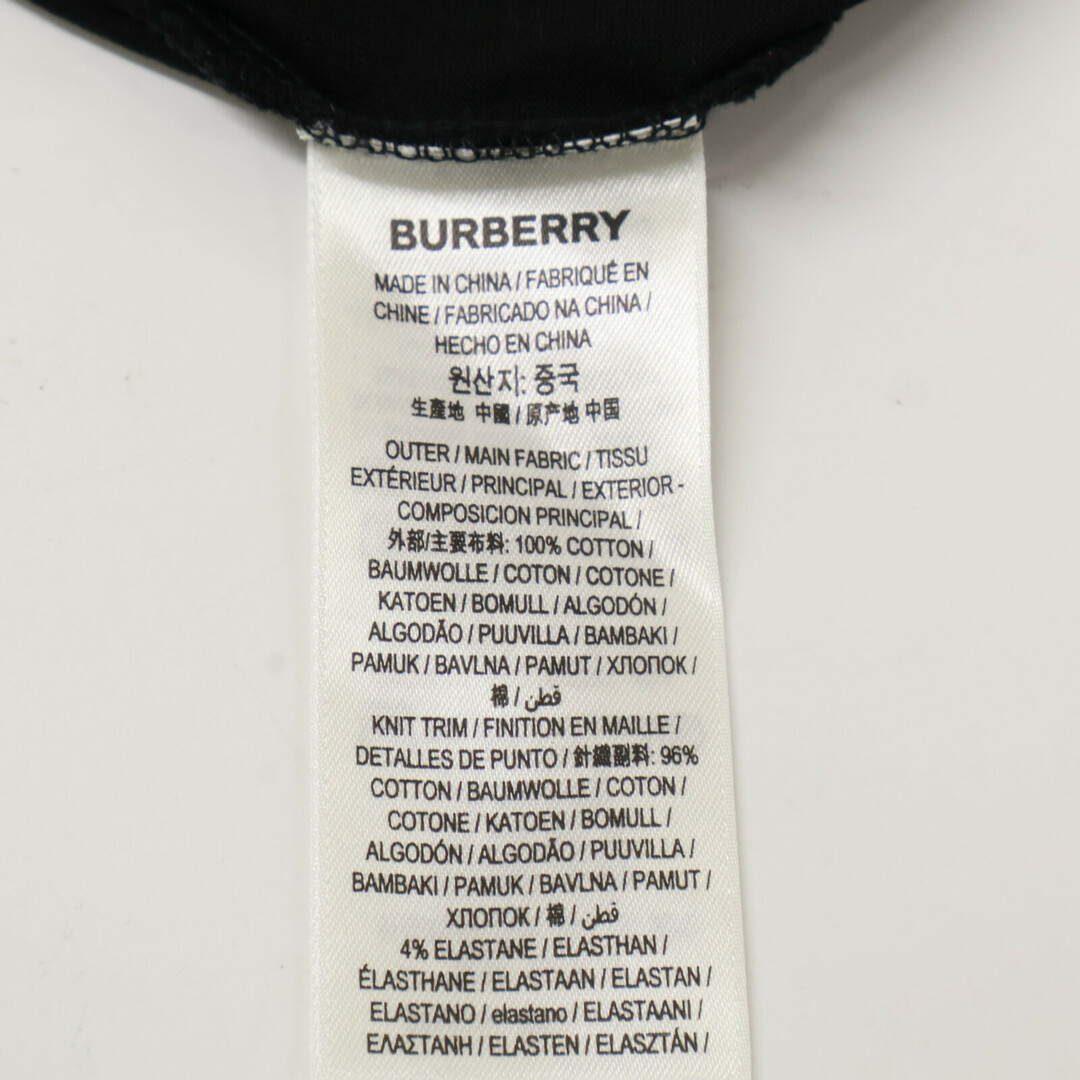 BURBERRY
MADE IN CHINA / FABRIQUÉ EN
CHINE / FABRICADO NA CHINA /
HECHO EN CHINA
원산지: 중국
生產地 中國 / 原产地 中国
OUTER / MAIN FABRIC / TISSU
EXTÉRIEUR / PRINCIPAL / EXTERIOR -
COMPOSICION PRINCIPAL /
外部/主要布料: 100% COTTON /
BAUMWOLLE / COTON / COTONE /
KATOEN / BOMULL / ALGODÓN /
ALGODÃO / PUUVILLA / BAMBAKI /
PAMUK / BAVLNA / PAMUT / ХЛОПОК /
棉 / قطن
KNIT TRIM / FINITION EN MAILLE /
DETALLES DE PUNTO / 針織副料: 96%
COTTON / BAUMWOLLE / COTON /
COTONE / KATOEN / BOMULL /
ALGODÓN / ALGODÃO / PUUVILLA /
BAMBAKI / PAMUK / BAVLNA / PAMUT /
ХЛОПОК / 棉 / قطن
4% ELASTANE / ELASTHAN /
ÉLASTHANE / ELASTAAN / ELASTAN /
ELASTANO / elastano / ELASTAANI /
ΕΛΑΣΤΑΝΗ / ELASTEN / ELASZTÁN /